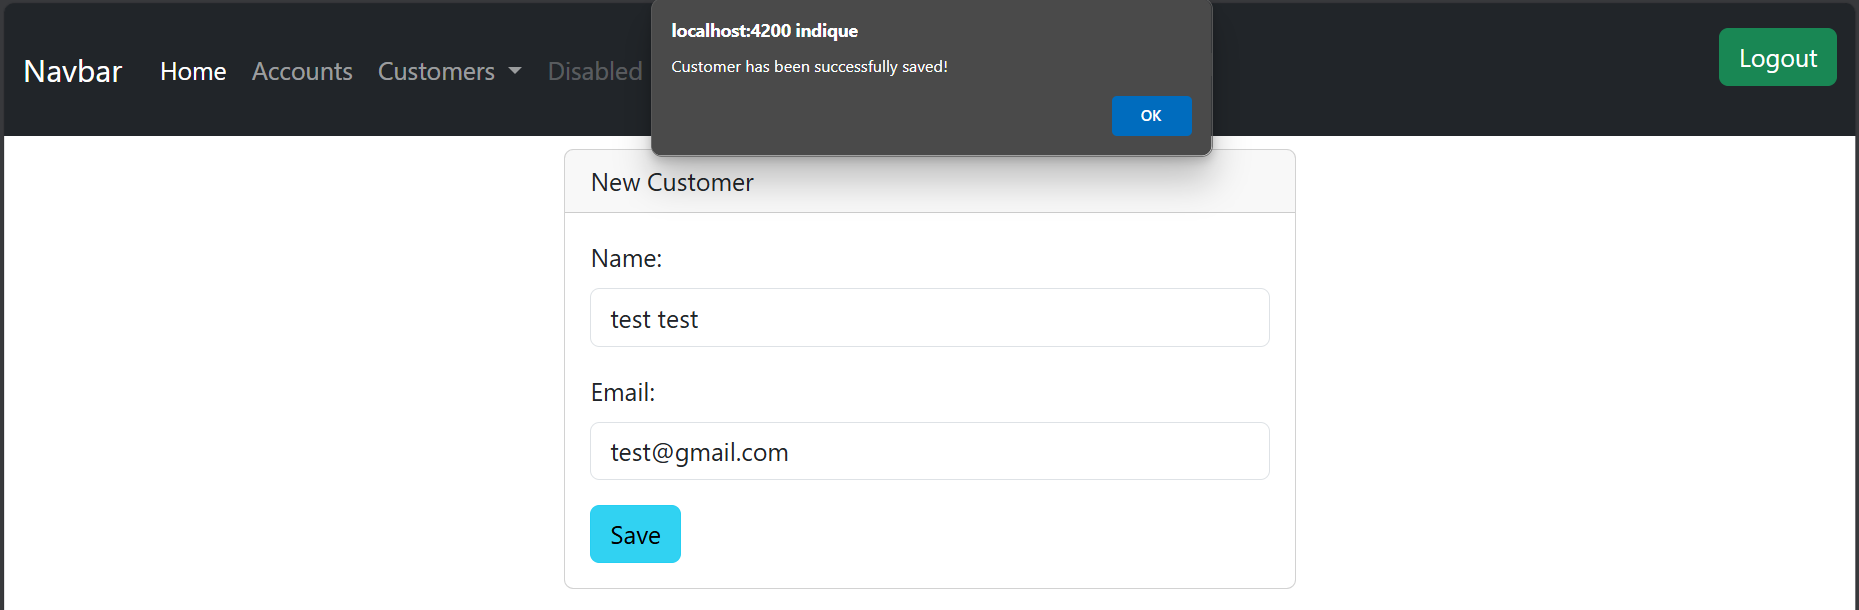 localhost:4200 indique
Customer has been successfully saved!
OK
Navbar Home Accounts Customers Disabled
Logout
New Customer
Name:
test test
Email:
test@gmail.com
Save